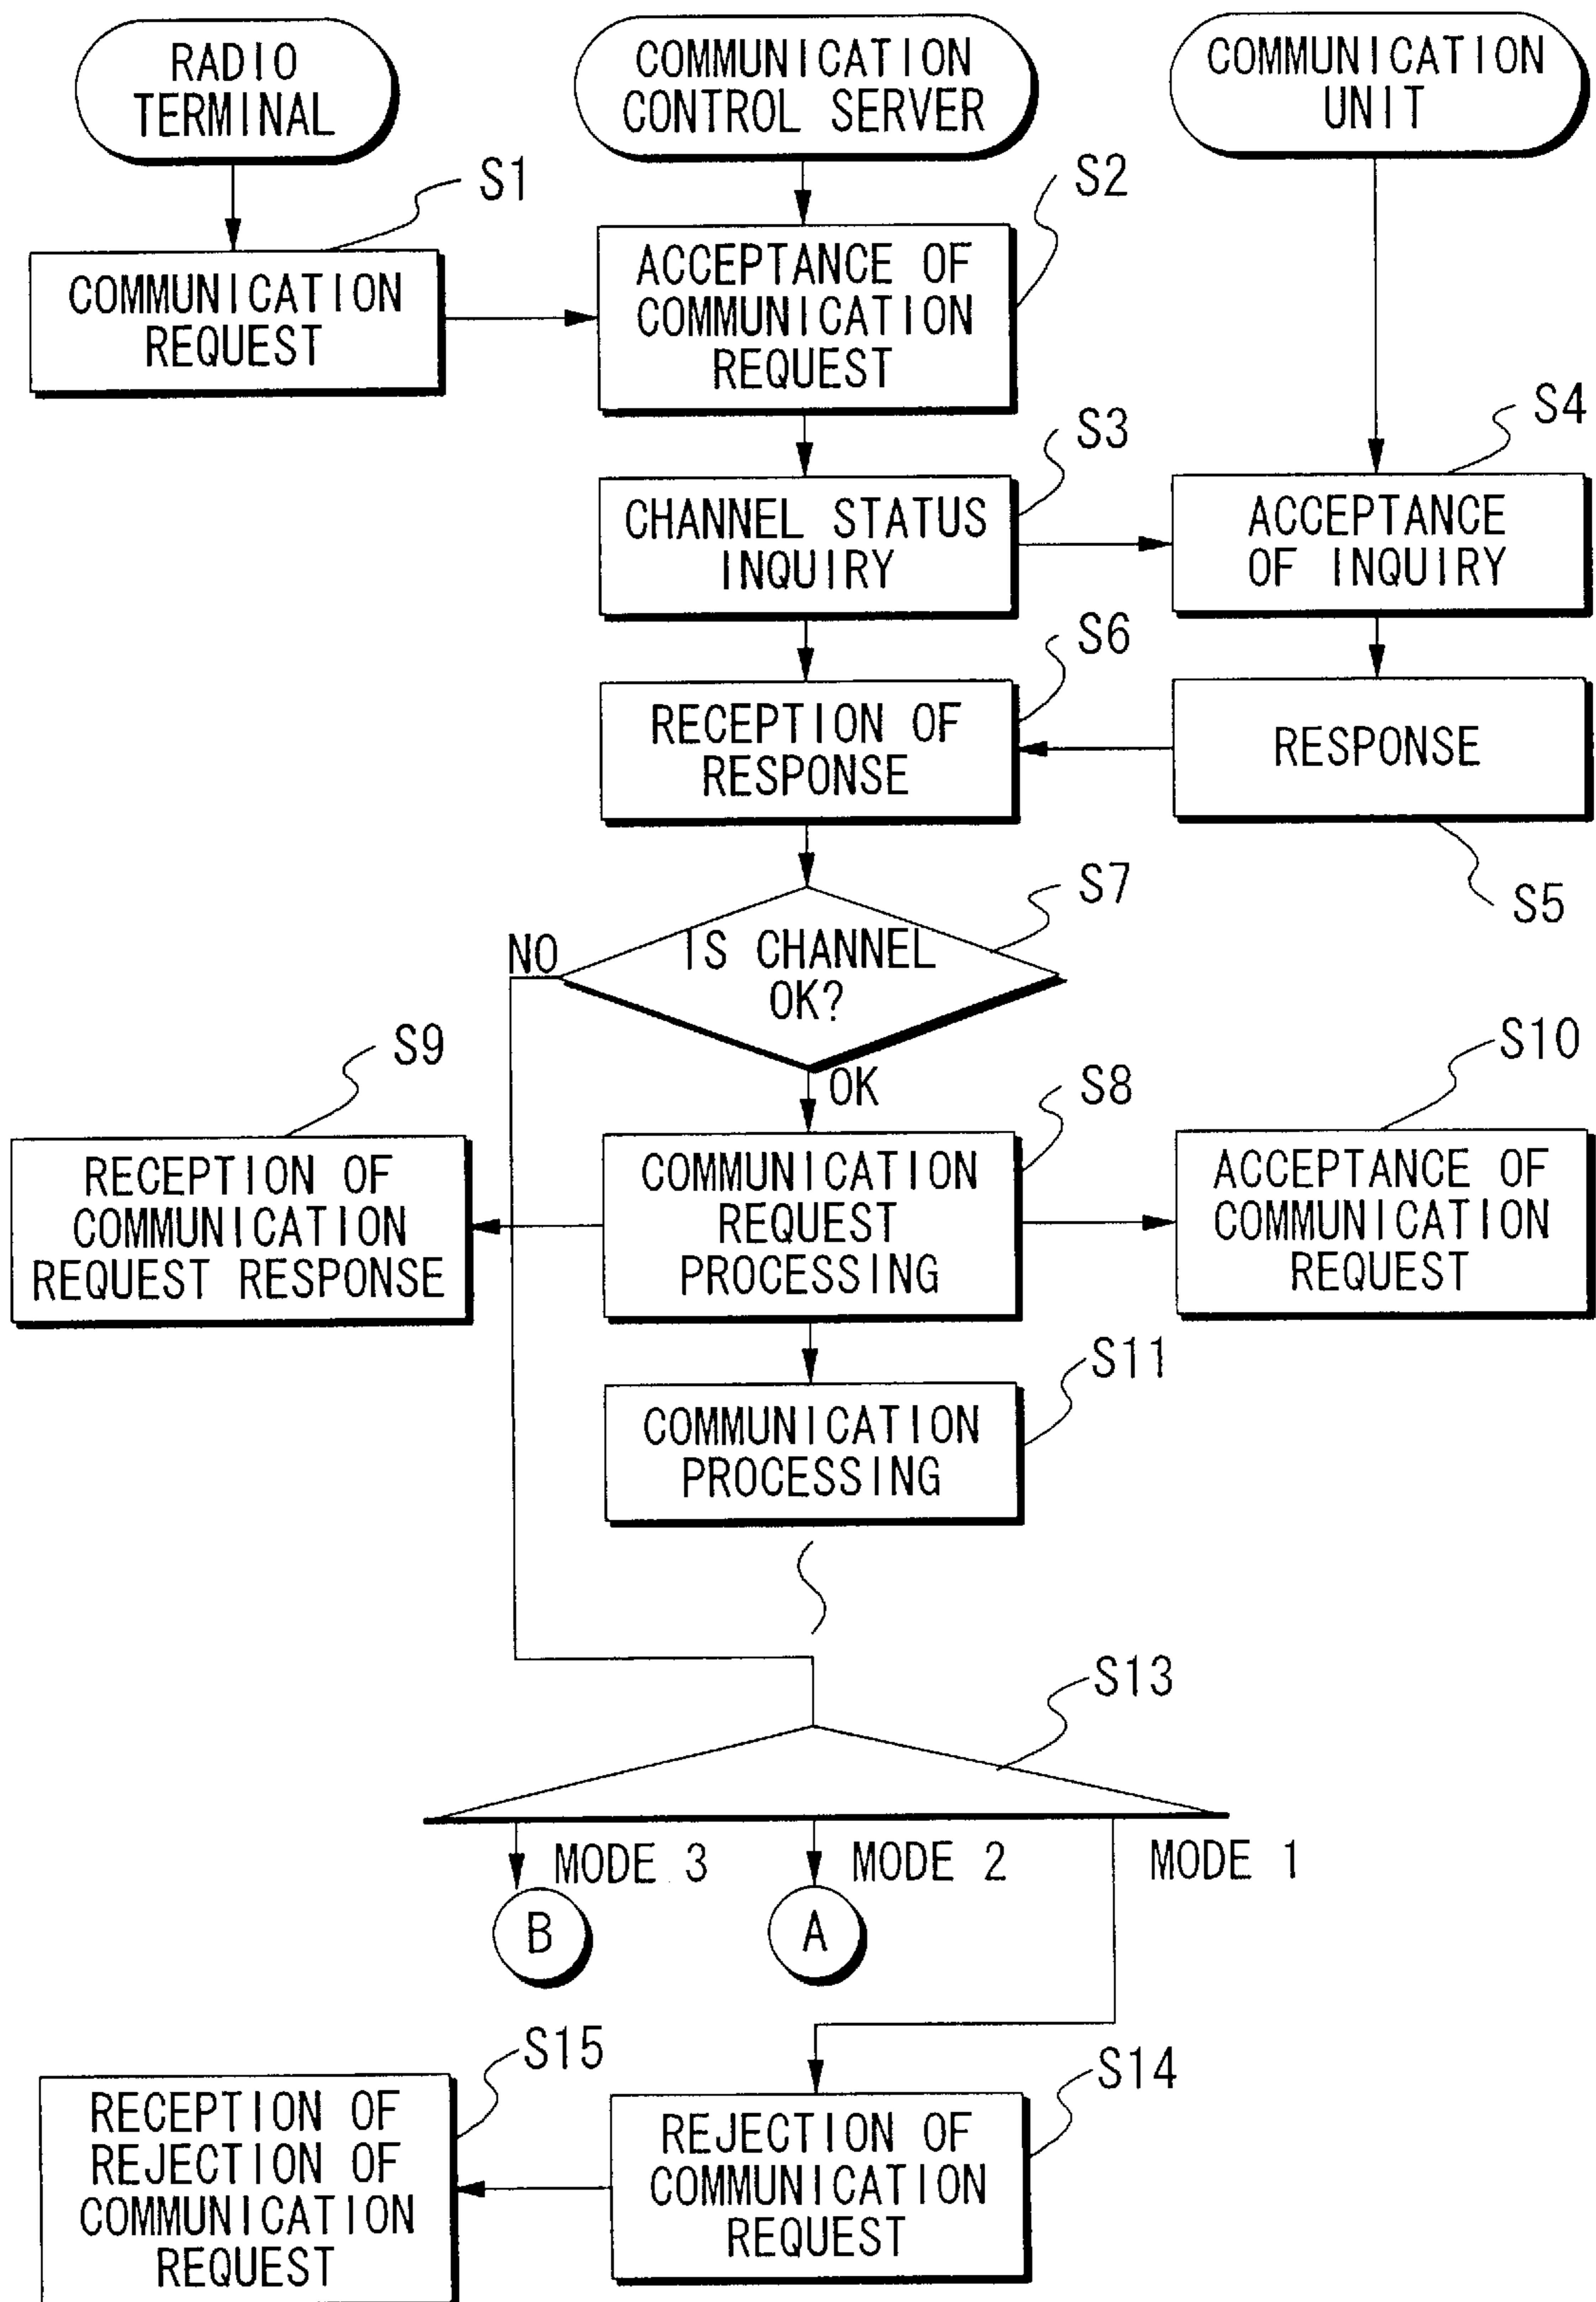 RADIO
TERMINAL
COMMUNICATION
CONTROL SERVER
COMMUNICATION
UNIT
S1
S2
COMMUNICATION
REQUEST
ACCEPTANCE OF
COMMUNICATION
REQUEST
S3
S4
CHANNEL STATUS
INQUIRY
ACCEPTANCE
OF INQUIRY
S6
RECEPTION OF
RESPONSE
RESPONSE
S7
S5
NO
IS CHANNEL
OK?
S9
OK
S8
S10
RECEPTION OF
COMMUNICATION
REQUEST RESPONSE
COMMUNICATION
REQUEST
PROCESSING
ACCEPTANCE OF
COMMUNICATION
REQUEST
S11
COMMUNICATION
PROCESSING
S13
MODE 3
MODE 2
MODE 1
B
A
S15
S14
RECEPTION OF
REJECTION OF
COMMUNICATION
REQUEST
REJECTION OF
COMMUNICATION
REQUEST